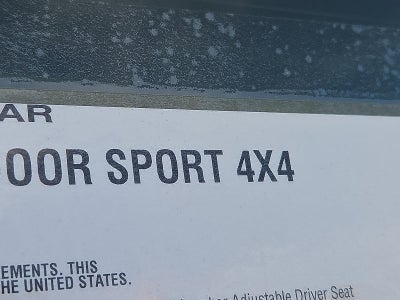 AR
OOR SPORT 4X4
EMENTS. THIS
HE UNITED STATES.
Adjustable Driver Seat